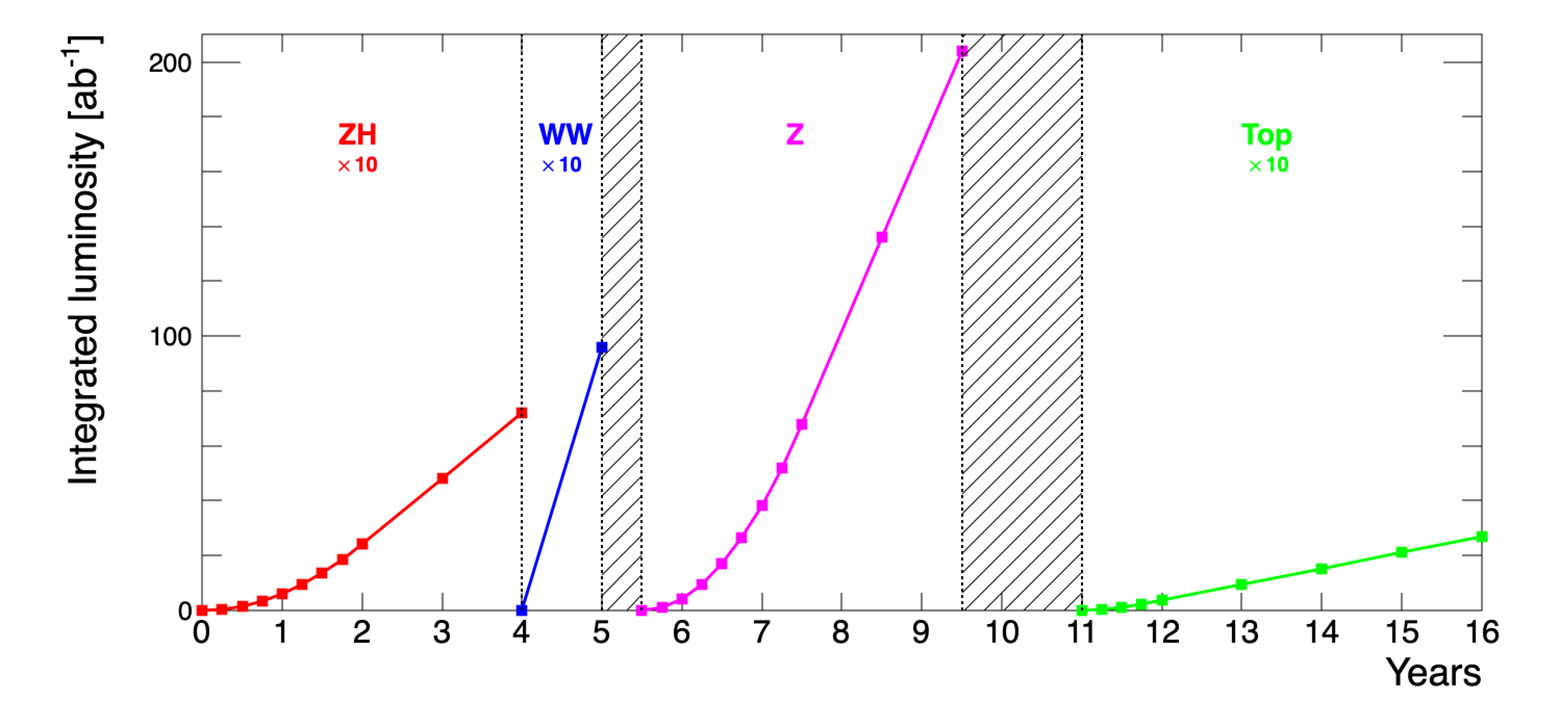 Integrated luminosity [ab-1]
200
100
0
ZH
×10
WW
×10
Z
Top
×10
0 1 2 3 4 5 6 7 8 9 10 11 12 13 14 15 16
Years